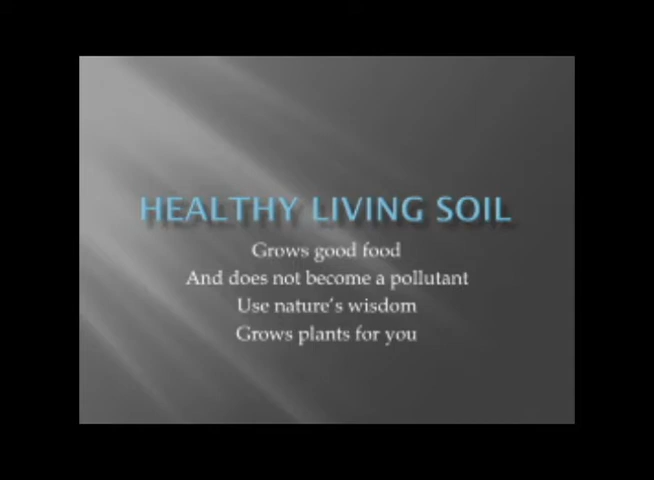 HEALTHY LIVING SOIL
Grows good food
And does not become a pollutant
Use nature's wisdom
Grows plants for you